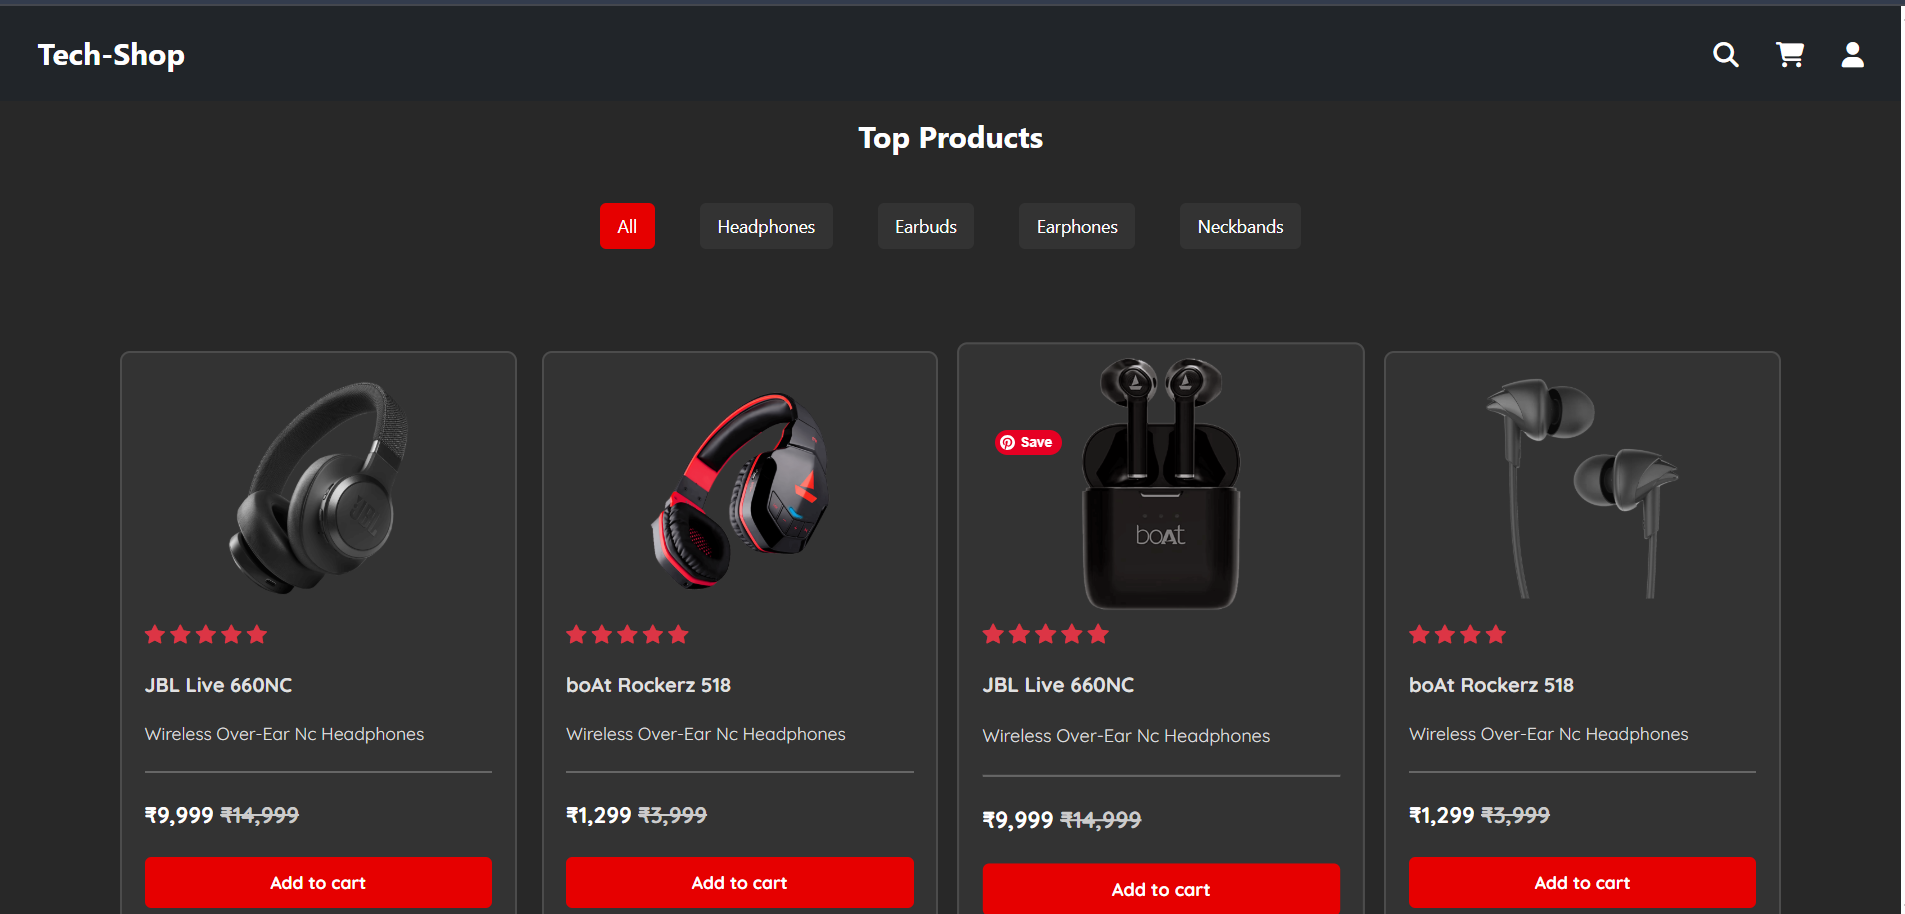 Tech-Shop
Top Products
All
Headphones
Earbuds
Earphones
Neckbands
JBL
Save
boAt
JBL Live 660NC
Wireless Over-Ear Nc Headphones
₹9,999 ₹14,999
Add to cart
boAt Rockerz 518
Wireless Over-Ear Nc Headphones
₹1,299 ₹3,999
Add to cart
JBL Live 660NC
Wireless Over-Ear Nc Headphones
₹9,999 ₹14,999
Add to cart
boAt Rockerz 518
Wireless Over-Ear Nc Headphones
₹1,299 ₹3,999
Add to cart